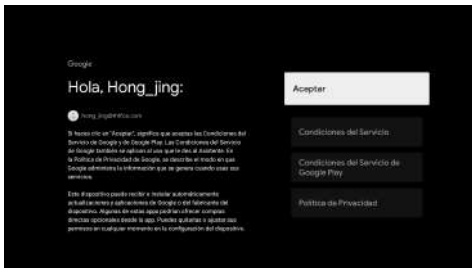 Google
Hola, Hong_jing:
Si haces clic en "Aceptar", significa que aceptas las Condiciones del
Servicio de Google y de Google Play. Las Condiciones del Servicio
de Google también se aplican al uso que le des al Asistente. En
la Política de Privacidad de Google, se describe el modo en que
Google administra la información que se genera cuando usas sus
servicios.
Este dispositivo puede recibir e instalar automáticamente
actualizaciones y aplicaciones de Google o del fabricante del
dispositivo. Algunas de estas apps podrían ofrecer compras
directas opcionales desde la app. Puedes quitarlas o ajustar sus
permisos en cualquier momento en la configuración del dispositivo.
Aceptar
Condiciones del Servicio
Condiciones del Servicio de
Google Play
Política de Privacidad